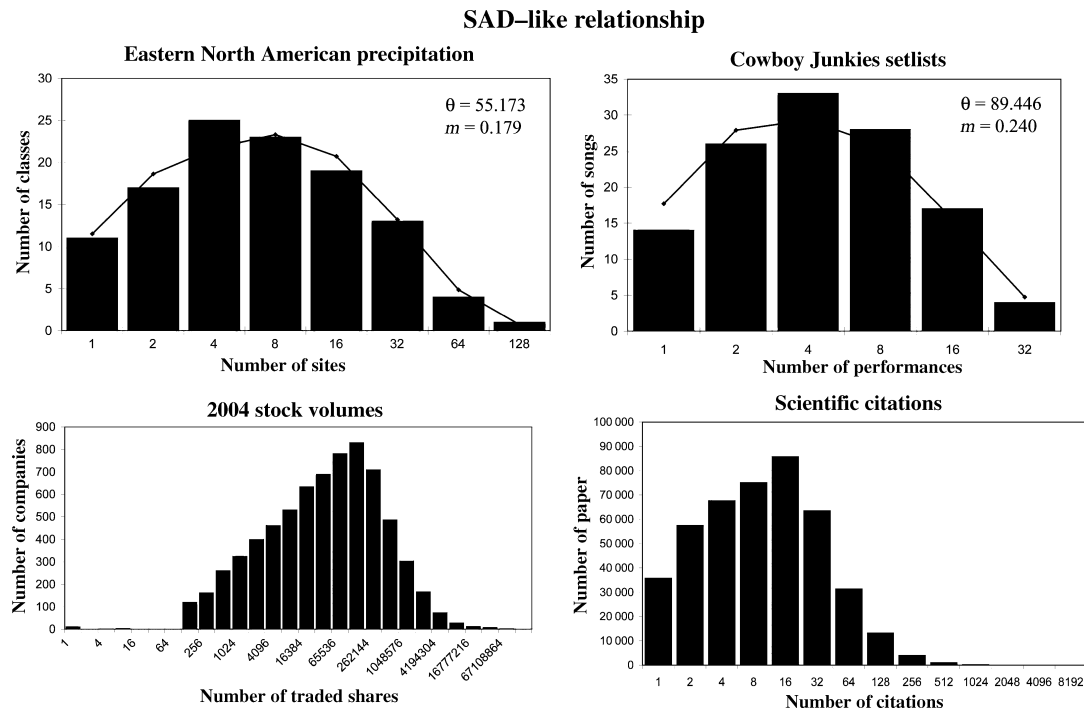 SAD–like relationship
Eastern North American precipitation
30
25
20
15
10
5
0
Number of classes
θ = 55.173
m = 0.179
1 2 4 8 16 32 64 128
Number of sites
Cowboy Junkies setlists
35
30
25
20
15
10
5
0
Number of songs
θ = 89.446
m = 0.240
1 2 4 8 16 32
Number of performances
2004 stock volumes
900
800
700
600
500
400
300
200
100
0
Number of companies
1 4 16 64 256 1024 4096 16384 65536 262144 1048576 4194304 16777216 67108864
Number of traded shares
Scientific citations
100 000
90 000
80 000
70 000
60 000
50 000
40 000
30 000
20 000
10 000
0
Number of paper
1 2 4 8 16 32 64 128 256 512 1024 2048 4096 8192
Number of citations